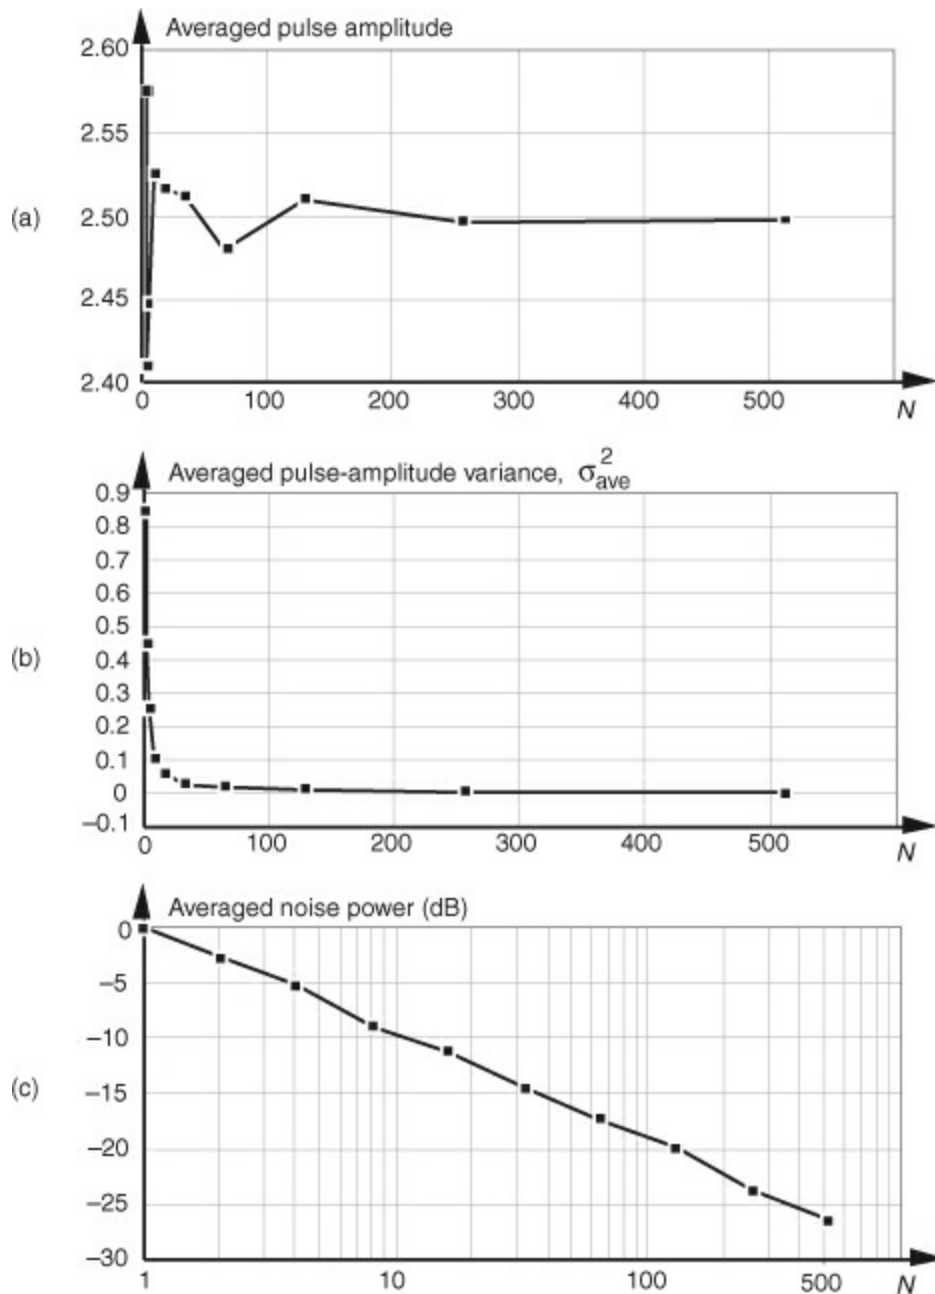 Averaged pulse amplitude
2.60
2.55
(a)
2.50
2.45
2.40
0 100 200 300 400 500 N
Averaged pulse-amplitude variance, σ²ave
0.9
0.8
0.7
0.6
0.5
(b)
0.4
0.3
0.2
0.1
0
–0.1
0 100 200 300 400 500 N
Averaged noise power (dB)
0
–5
–10
(c)
–15
–20
–25
–30
1 10 100 500 N